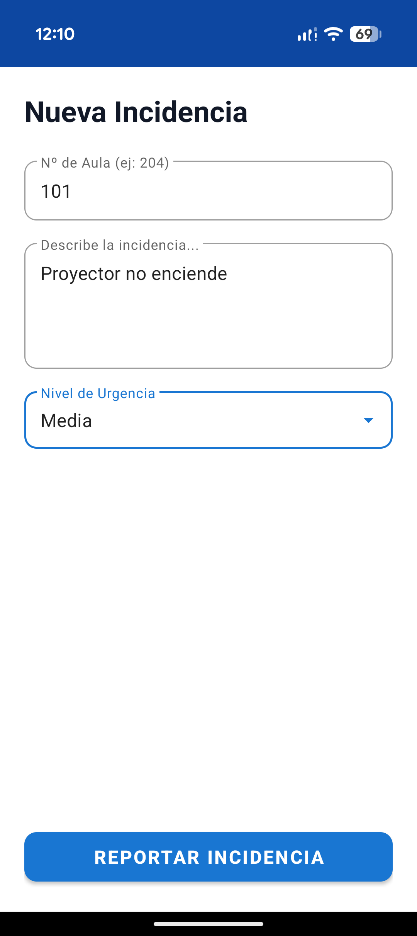 12:10
69
Nueva Incidencia
Nº de Aula (ej: 204)
101
Describe la incidencia...
Proyector no enciende
Nivel de Urgencia
Media
REPORTAR INCIDENCIA